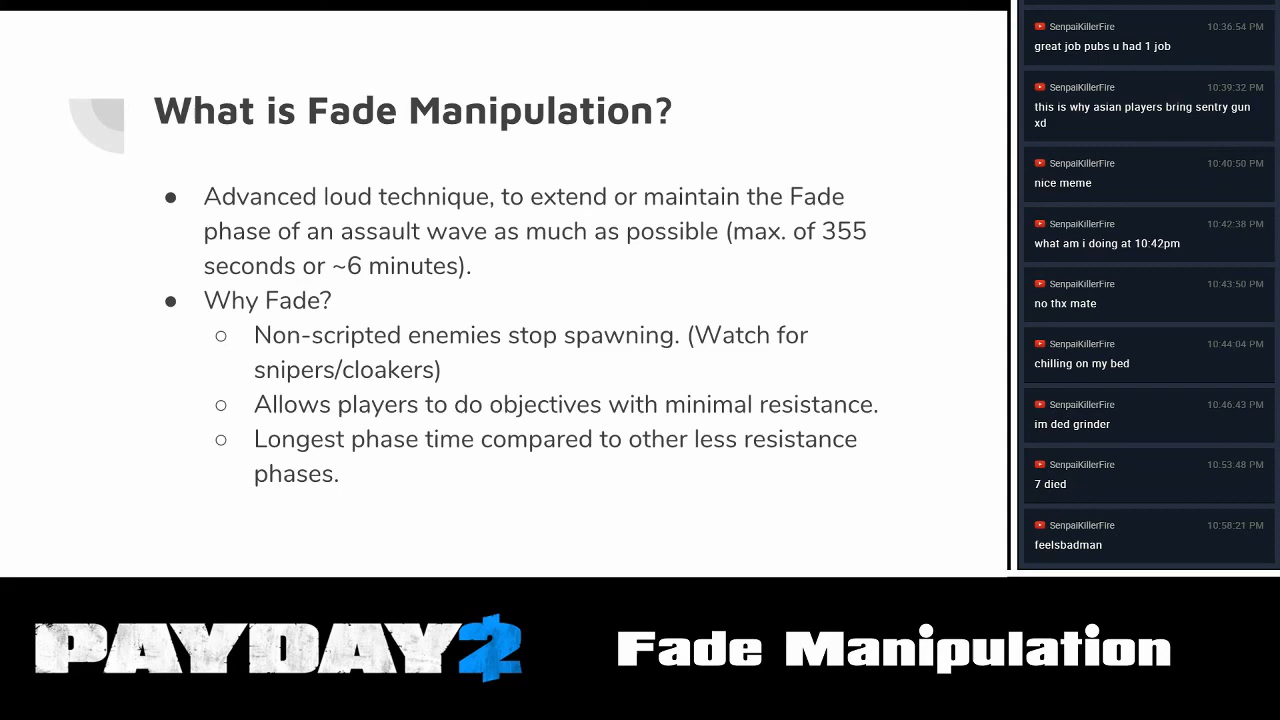 What is Fade Manipulation?
● Advanced loud technique, to extend or maintain the Fade
phase of an assault wave as much as possible (max. of 355
seconds or ~6 minutes).
● Why Fade?
○ Non-scripted enemies stop spawning. (Watch for
snipers/cloakers)
○ Allows players to do objectives with minimal resistance.
○ Longest phase time compared to other less resistance
phases.
SenpaiKillerFire 10:36:54 PM
great job pubs u had 1 job
SenpaiKillerFire 10:39:32 PM
this is why asian players bring sentry gun
xd
SenpaiKillerFire 10:40:50 PM
nice meme
SenpaiKillerFire 10:42:38 PM
what am i doing at 10:42pm
SenpaiKillerFire 10:43:50 PM
no thx mate
SenpaiKillerFire 10:44:04 PM
chilling on my bed
SenpaiKillerFire 10:46:43 PM
im ded grinder
SenpaiKillerFire 10:53:48 PM
7 died
SenpaiKillerFire 10:58:21 PM
feelsbadman
PAYDAY 2
Fade Manipulation